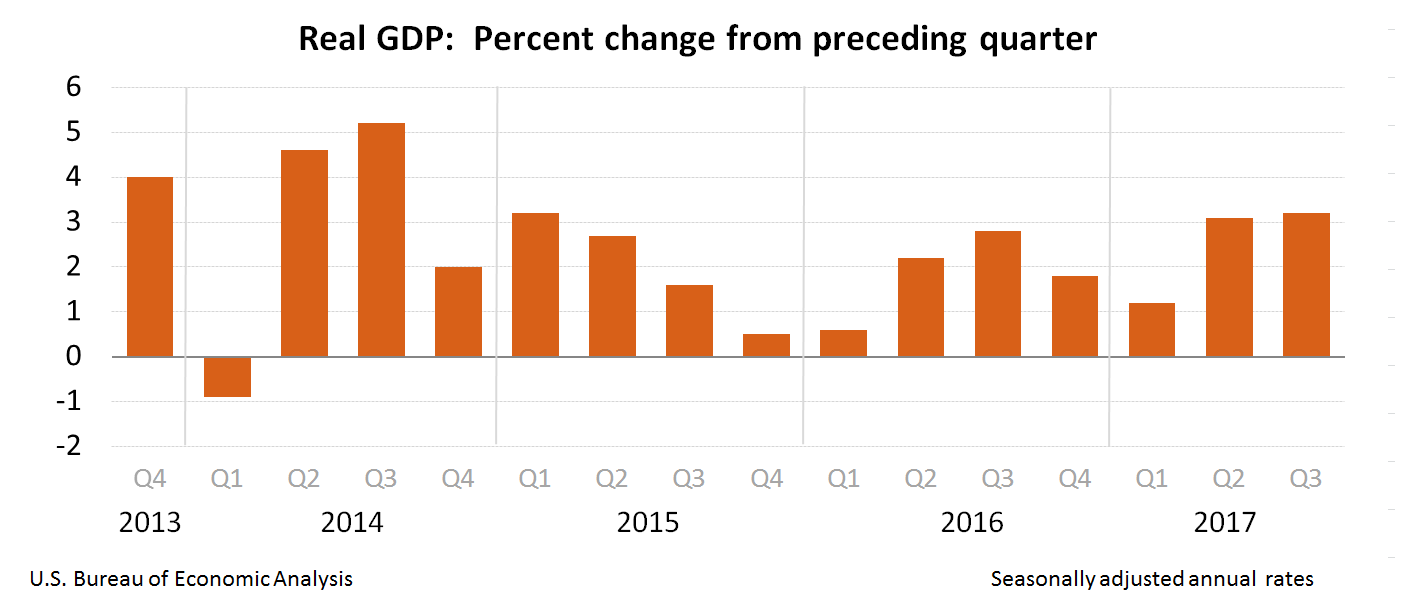 Real GDP: Percent change from preceding quarter
6
5
4
3
2
1
0
-1
-2
Q4 Q1 Q2 Q3 Q4 Q1 Q2 Q3 Q4 Q1 Q2 Q3 Q4 Q1 Q2 Q3
2013 2014 2015 2016 2017
U.S. Bureau of Economic Analysis Seasonally adjusted annual rates